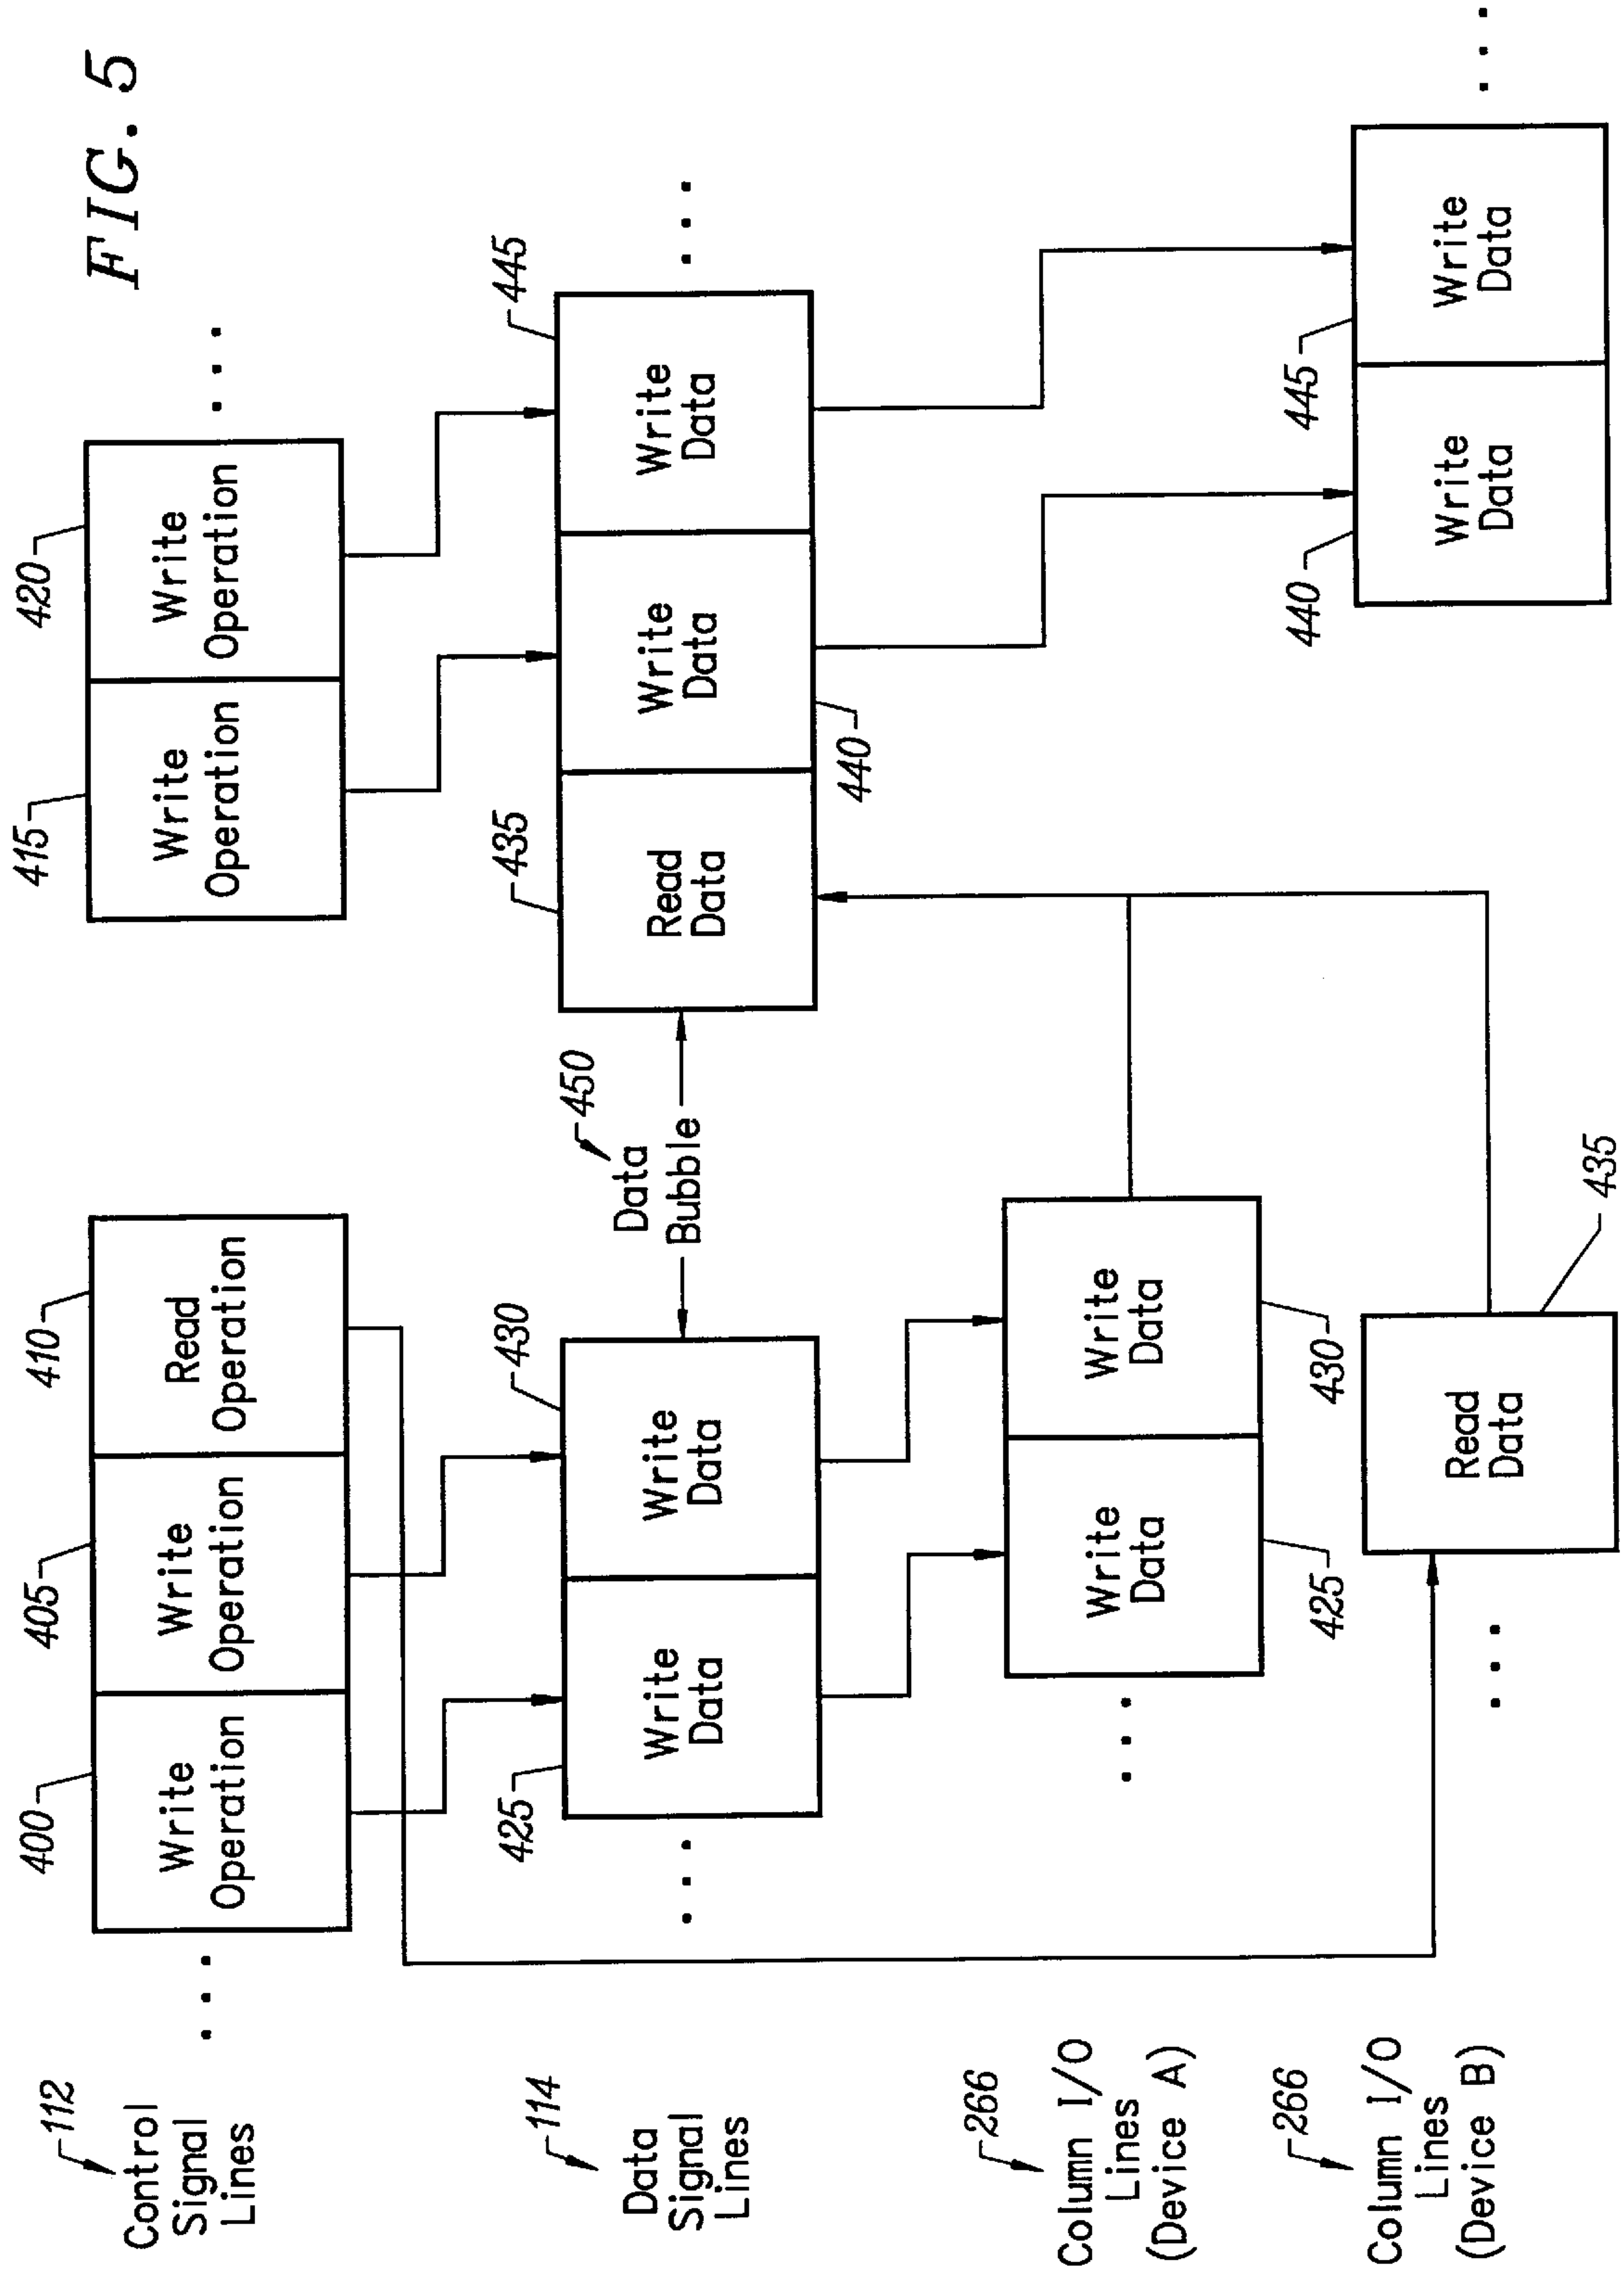 FIG. 5
112
Control
Signal
Lines
. . .
400
Write
Operation
405
Write
Operation
410
Read
Operation
415
Write
Operation
420
Write
Operation
. . .
114
Data
Signal
Lines
. . .
425
Write
Data
430
Write
Data
450
Data
Bubble
435
Read
Data
440
Write
Data
445
Write
Data
. . .
266
Column I/O
Lines
(Device A)
. . .
Write
Data
425
Write
Data
430
266
Column I/O
Lines
(Device B)
. . .
Read
Data
435
440
Write
Data
445
Write
Data
. . .